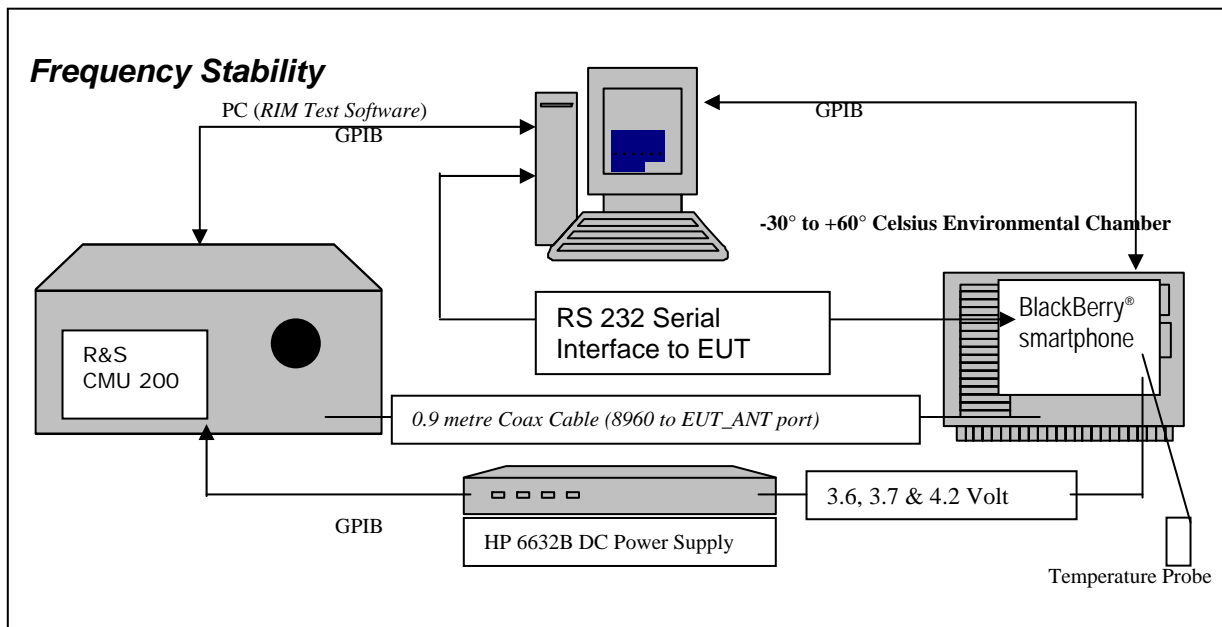 Frequency Stability
PC (RIM Test Software)
GPIB
GPIB
-30° to +60° Celsius Environmental Chamber
RS 232 Serial
Interface to EUT
BlackBerry®
smartphone
R&S
CMU 200
0.9 metre Coax Cable (8960 to EUT_ANT port)
3.6, 3.7 & 4.2 Volt
GPIB
HP 6632B DC Power Supply
Temperature Probe